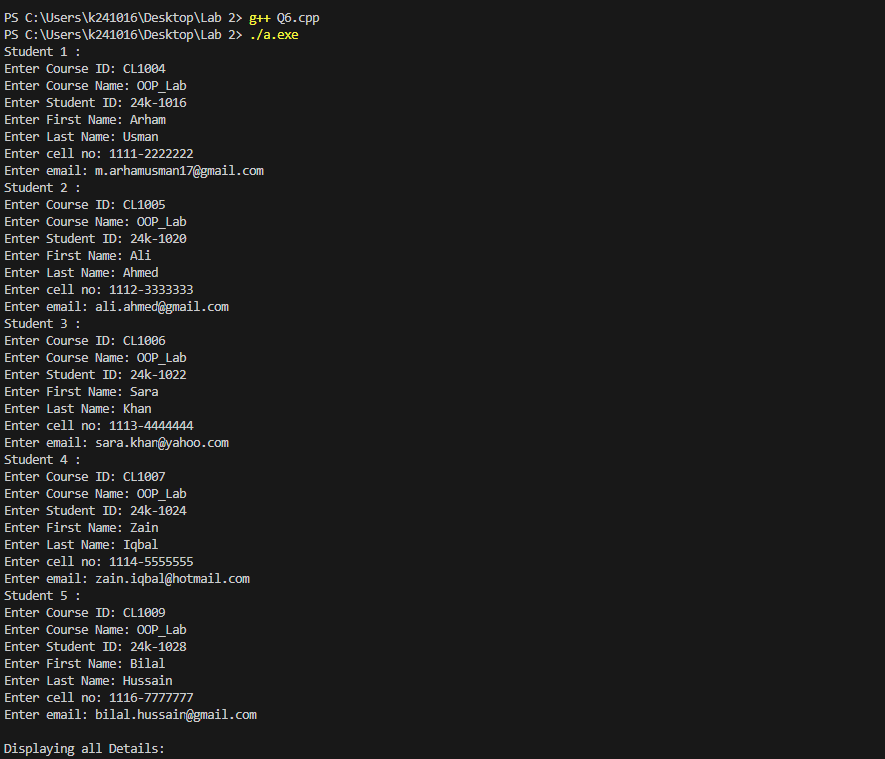 PS C:\Users\k241016\Desktop\Lab 2> g++ Q6.cpp
PS C:\Users\k241016\Desktop\Lab 2> ./a.exe
Student 1 :
Enter Course ID: CL1004
Enter Course Name: OOP_Lab
Enter Student ID: 24k-1016
Enter First Name: Arham
Enter Last Name: Usman
Enter cell no: 1111-2222222
Enter email: m.arhamusman17@gmail.com
Student 2 :
Enter Course ID: CL1005
Enter Course Name: OOP_Lab
Enter Student ID: 24k-1020
Enter First Name: Ali
Enter Last Name: Ahmed
Enter cell no: 1112-3333333
Enter email: ali.ahmed@gmail.com
Student 3 :
Enter Course ID: CL1006
Enter Course Name: OOP_Lab
Enter Student ID: 24k-1022
Enter First Name: Sara
Enter Last Name: Khan
Enter cell no: 1113-4444444
Enter email: sara.khan@yahoo.com
Student 4 :
Enter Course ID: CL1007
Enter Course Name: OOP_Lab
Enter Student ID: 24k-1024
Enter First Name: Zain
Enter Last Name: Iqbal
Enter cell no: 1114-5555555
Enter email: zain.iqbal@hotmail.com
Student 5 :
Enter Course ID: CL1009
Enter Course Name: OOP_Lab
Enter Student ID: 24k-1028
Enter First Name: Bilal
Enter Last Name: Hussain
Enter cell no: 1116-7777777
Enter email: bilal.hussain@gmail.com
Displaying all Details: